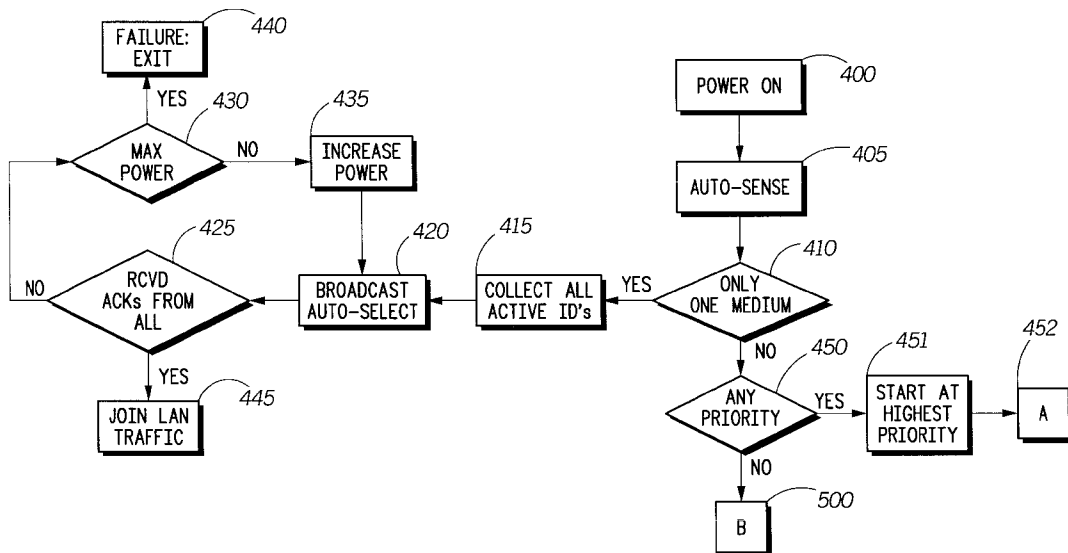 FAILURE:
EXIT
440
YES
430
MAX
POWER
NO
435
INCREASE
POWER
425
RCVD
ACKs FROM
ALL
NO
YES
JOIN LAN
TRAFFIC
445
420
BROADCAST
AUTO-SELECT
415
COLLECT ALL
ACTIVE ID's
YES
400
POWER ON
405
AUTO-SENSE
410
ONLY
ONE MEDIUM
NO
450
ANY
PRIORITY
YES
451
START AT
HIGHEST
PRIORITY
452
A
NO
500
B